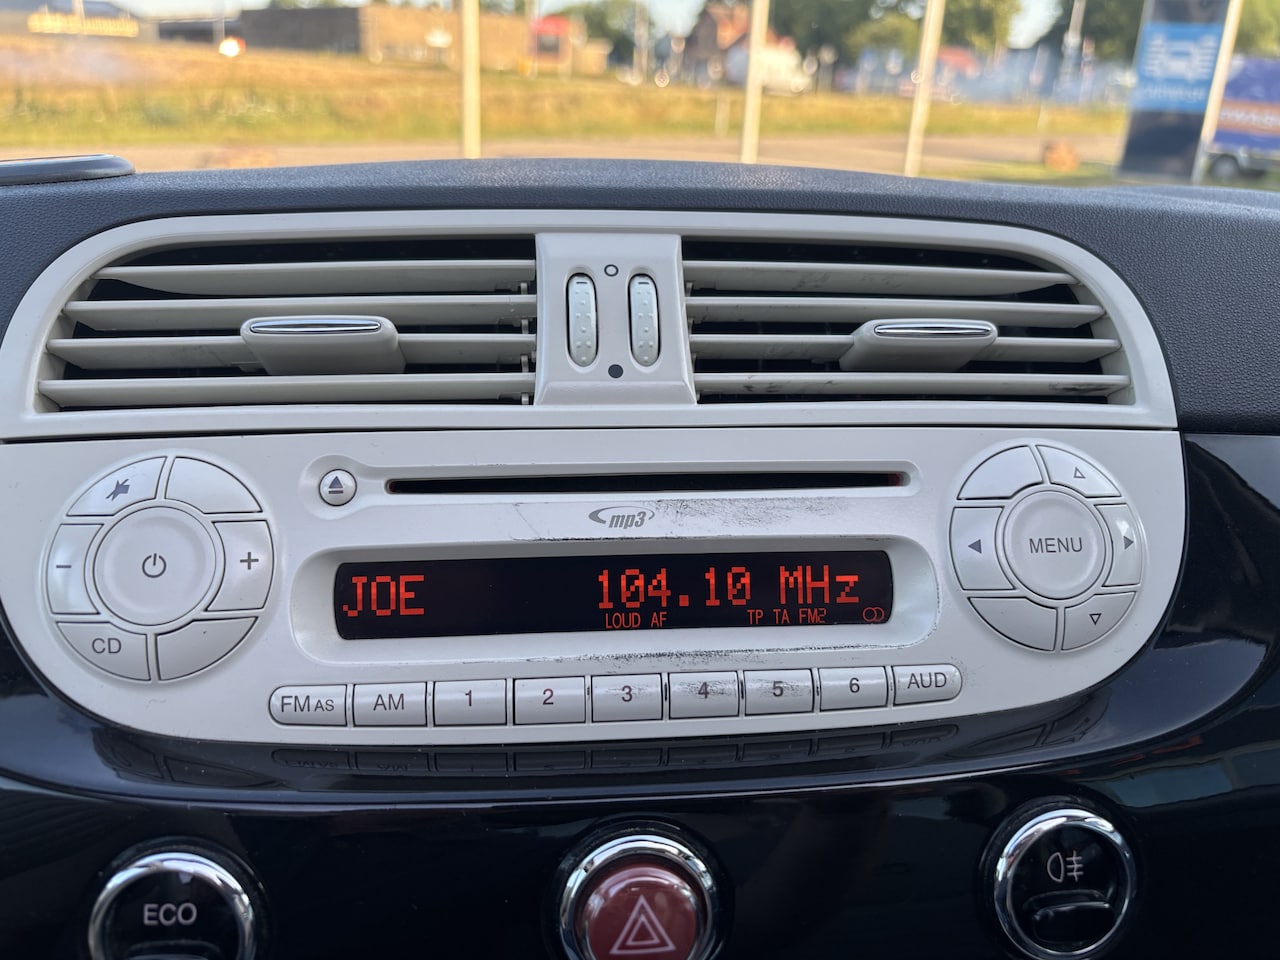 mp3
JOE 104.10 MHz
LOUD AF TP TA FM2
CD
MENU
FM AS AM 1 2 3 4 5 6 AUD
ECO